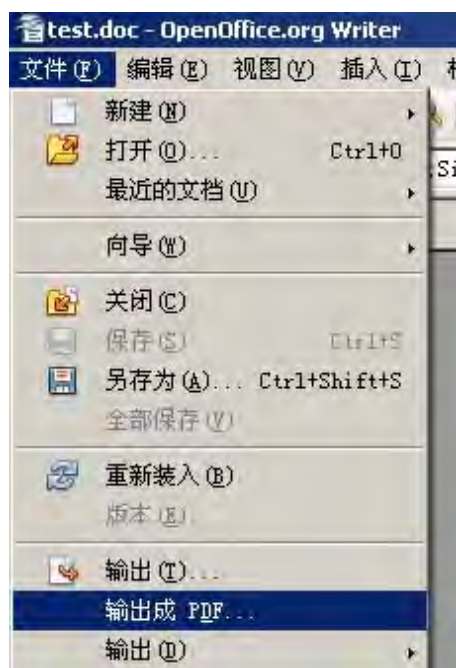 test.doc - OpenOffice.org Writer
文件(F) 编辑(E) 视图(V) 插入(I)
新建(N)
打开(O)... Ctrl+O
Si
最近的文档(U)
向导(W)
关闭(C)
保存(S) Ctrl+S
另存为(A)... Ctrl+Shift+S
全部保存(V)
重新装入(B)
版本(E)
输出(T)...
输出成 PDF...
输出(D)